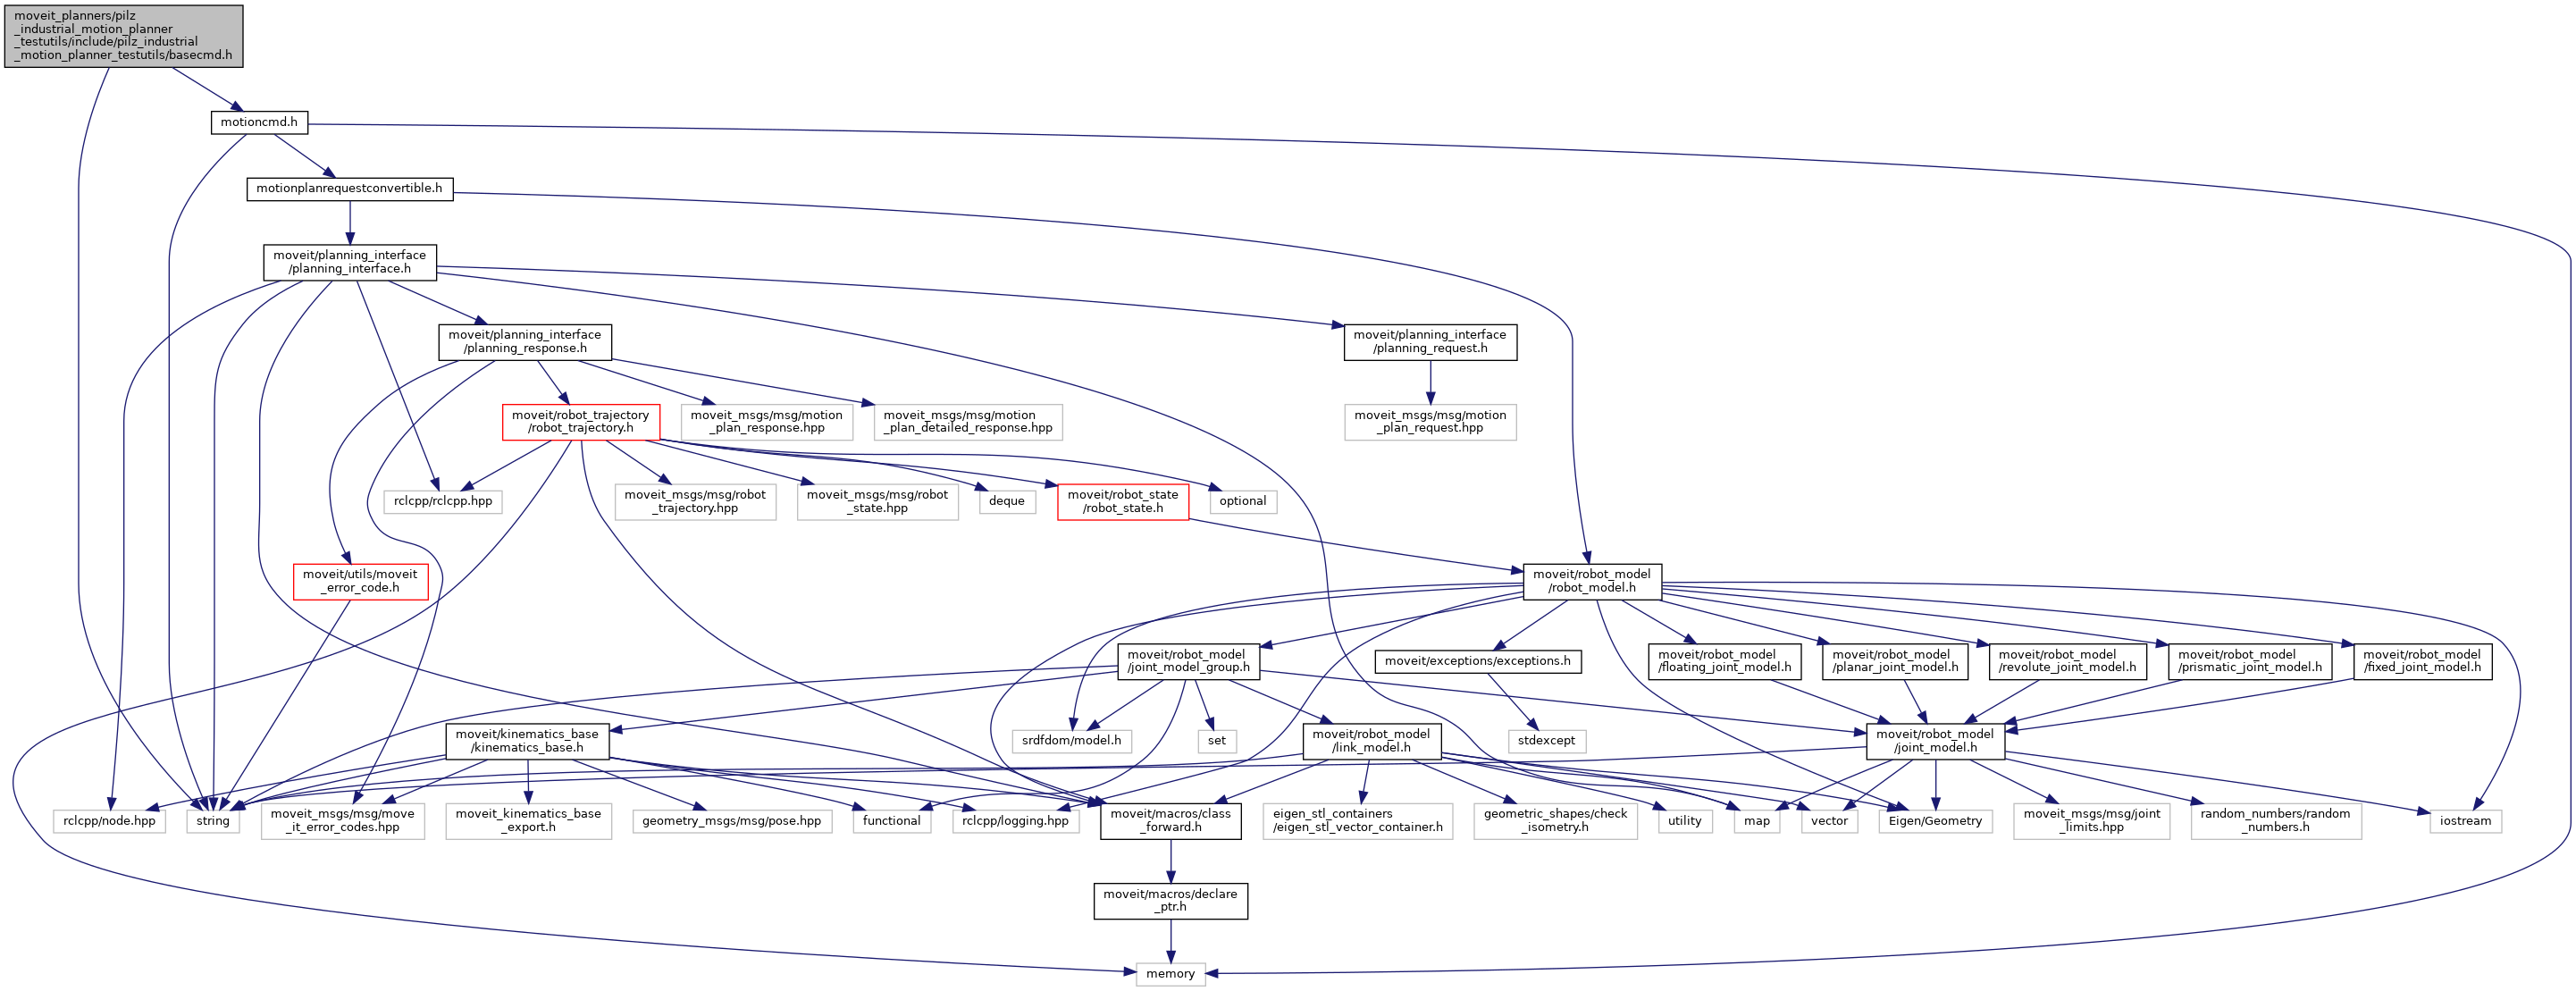 moveit_planners/pilz
_industrial_motion_planner
_testutils/include/pilz_industrial
_motion_planner_testutils/basecmd.h
motioncmd.h
motionplanrequestconvertible.h
moveit/planning_interface
/planning_interface.h
moveit/planning_interface
/planning_response.h
moveit/planning_interface
/planning_request.h
moveit/robot_trajectory
/robot_trajectory.h
moveit_msgs/msg/motion
_plan_response.hpp
moveit_msgs/msg/motion
_plan_detailed_response.hpp
moveit_msgs/msg/motion
_plan_request.hpp
rclcpp/rclcpp.hpp
moveit_msgs/msg/robot
_trajectory.hpp
moveit_msgs/msg/robot
_state.hpp
deque
moveit/robot_state
/robot_state.h
optional
moveit/utils/moveit
_error_code.h
moveit/robot_model
/robot_model.h
moveit/robot_model
/joint_model_group.h
moveit/exceptions/exceptions.h
moveit/robot_model
/floating_joint_model.h
moveit/robot_model
/planar_joint_model.h
moveit/robot_model
/revolute_joint_model.h
moveit/robot_model
/prismatic_joint_model.h
moveit/robot_model
/fixed_joint_model.h
moveit/kinematics_base
/kinematics_base.h
srdfdom/model.h
set
moveit/robot_model
/link_model.h
stdexcept
moveit/robot_model
/joint_model.h
rclcpp/node.hpp
string
moveit_msgs/msg/move
_it_error_codes.hpp
moveit_kinematics_base
_export.h
geometry_msgs/msg/pose.hpp
functional
rclcpp/logging.hpp
moveit/macros/class
_forward.h
eigen_stl_containers
/eigen_stl_vector_container.h
geometric_shapes/check
_isometry.h
utility
map
vector
Eigen/Geometry
moveit_msgs/msg/joint
_limits.hpp
random_numbers/random
_numbers.h
iostream
moveit/macros/declare
_ptr.h
memory